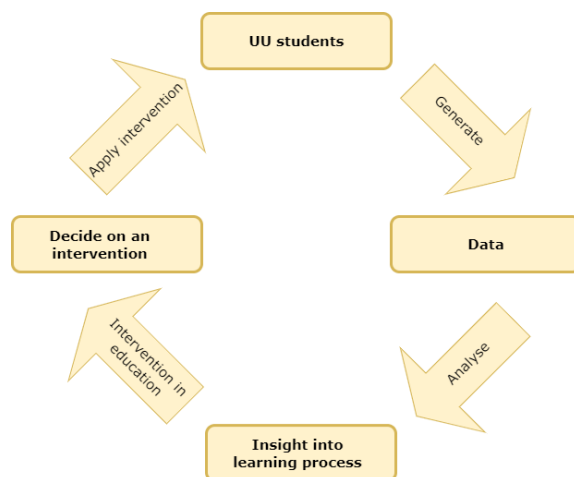 UU students
Generate
Data
Analyse
Insight into
learning process
Intervention in
education
Decide on an
intervention
Apply intervention